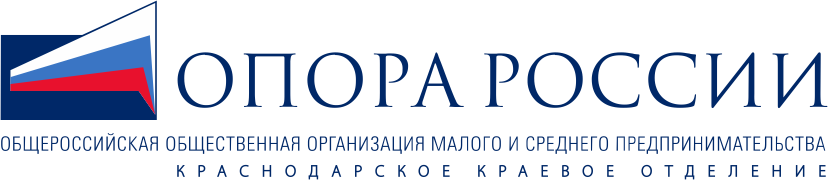 ОПОРА РОССИИ
ОБЩЕРОССИЙСКАЯ ОБЩЕСТВЕННАЯ ОРГАНИЗАЦИЯ МАЛОГО И СРЕДНЕГО ПРЕДПРИНИМАТЕЛЬСТВА
КРАСНОДАРСКОЕ КРАЕВОЕ ОТДЕЛЕНИЕ